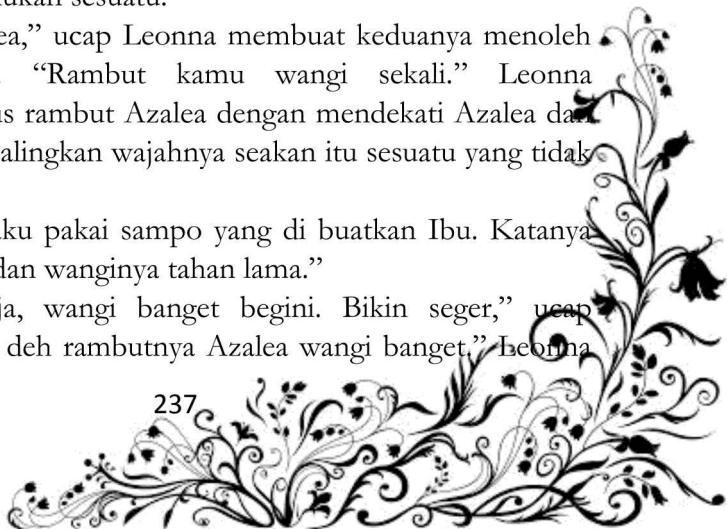 ea,” ucap Leonna membuat keduanya menoleh
“Rambut kamu wangi sekali.” Leonna
rambut Azalea dengan mendekati Azalea dan
alingkan wajahnya seakan itu sesuatu yang tidak
ku pakai sampo yang di buatkan Ibu. Katanya
dan wanginya tahan lama.”
ja, wangi banget begini. Bikin seger,” ucap
deh rambutnya Azalea wangi banget.” Leonna
237